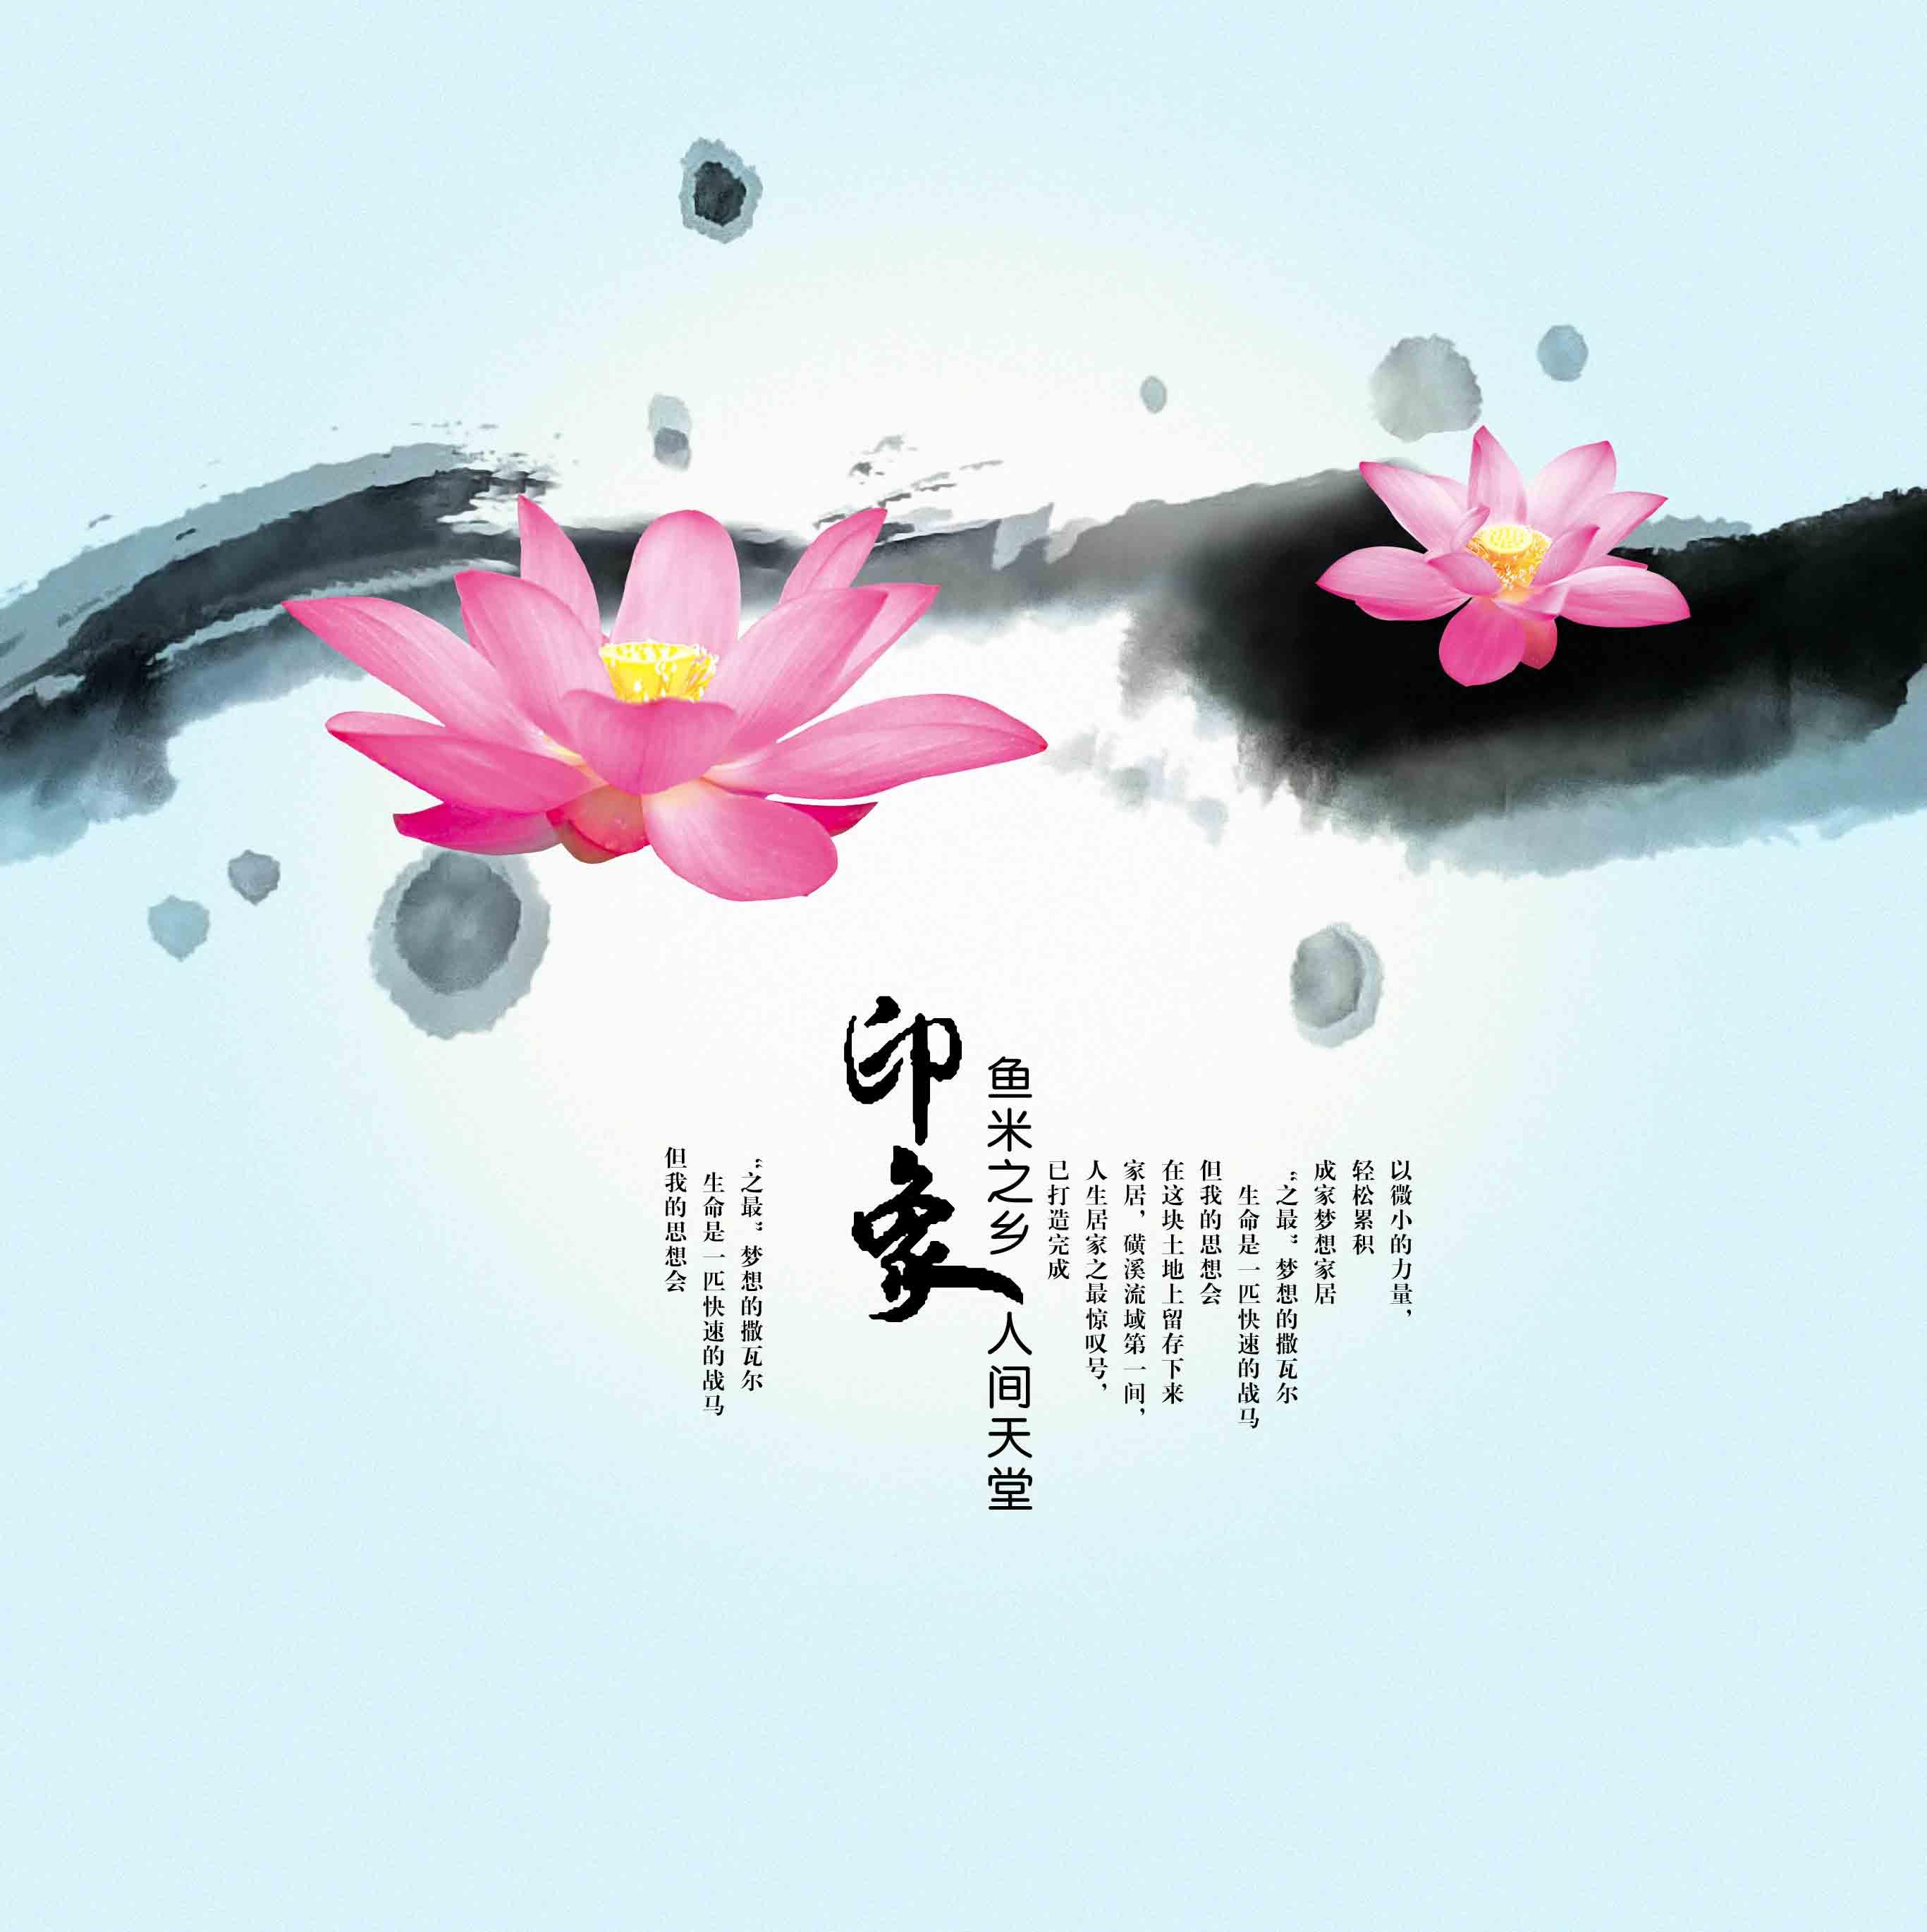 以微小的力量，
轻松累积
成家梦想家居
“之最”梦想的撒瓦尔
生命是一匹快速的战马
但我的思想会
在这块土地上留存下来
家居，磺溪流域第一间，
人生居家之最惊叹号，
已打造完成
鱼米之乡
人间天堂
印象
“之最”梦想的撒瓦尔
生命是一匹快速的战马
但我的思想会